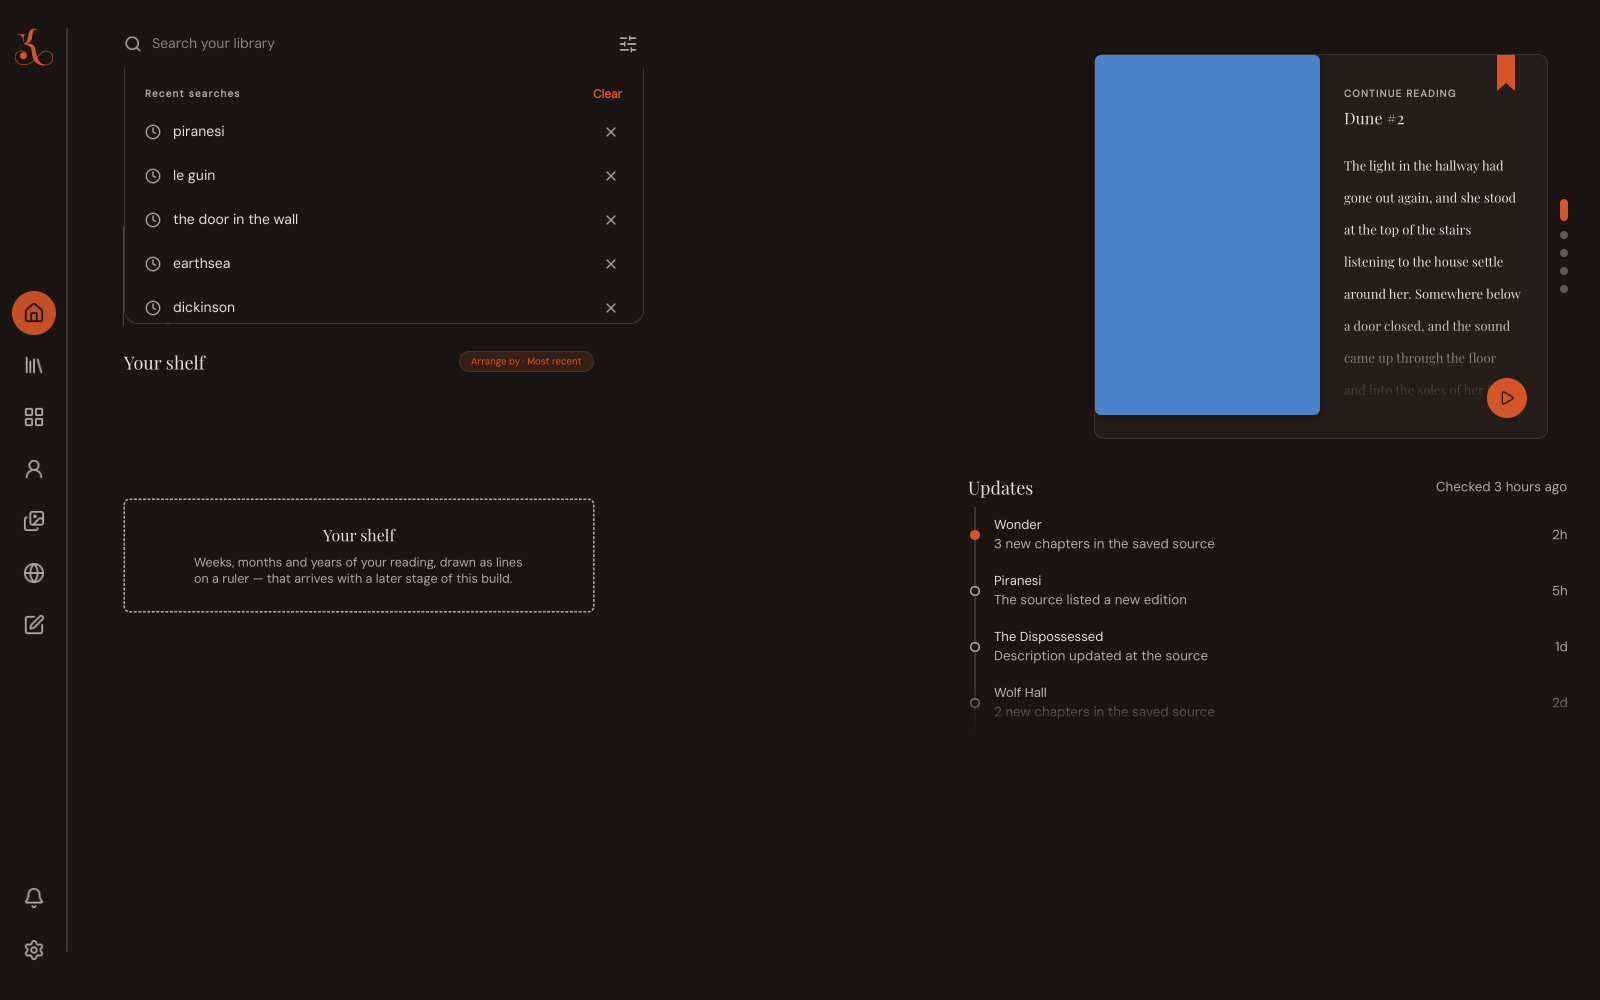 Search your library
Recent searches
Clear
piranesi
le guin
the door in the wall
earthsea
dickinson
Your shelf
Arrange by · Most recent
Your shelf
Weeks, months and years of your reading, drawn as lines
on a ruler — that arrives with a later stage of this build.
CONTINUE READING
Dune #2
The light in the hallway had
gone out again, and she stood
at the top of the stairs
listening to the house settle
around her. Somewhere below
a door closed, and the sound
came up through the floor
and into the soles of her
Updates
Checked 3 hours ago
Wonder
2h
3 new chapters in the saved source
Piranesi
5h
The source listed a new edition
The Dispossessed
1d
Description updated at the source
Wolf Hall
2d
2 new chapters in the saved source